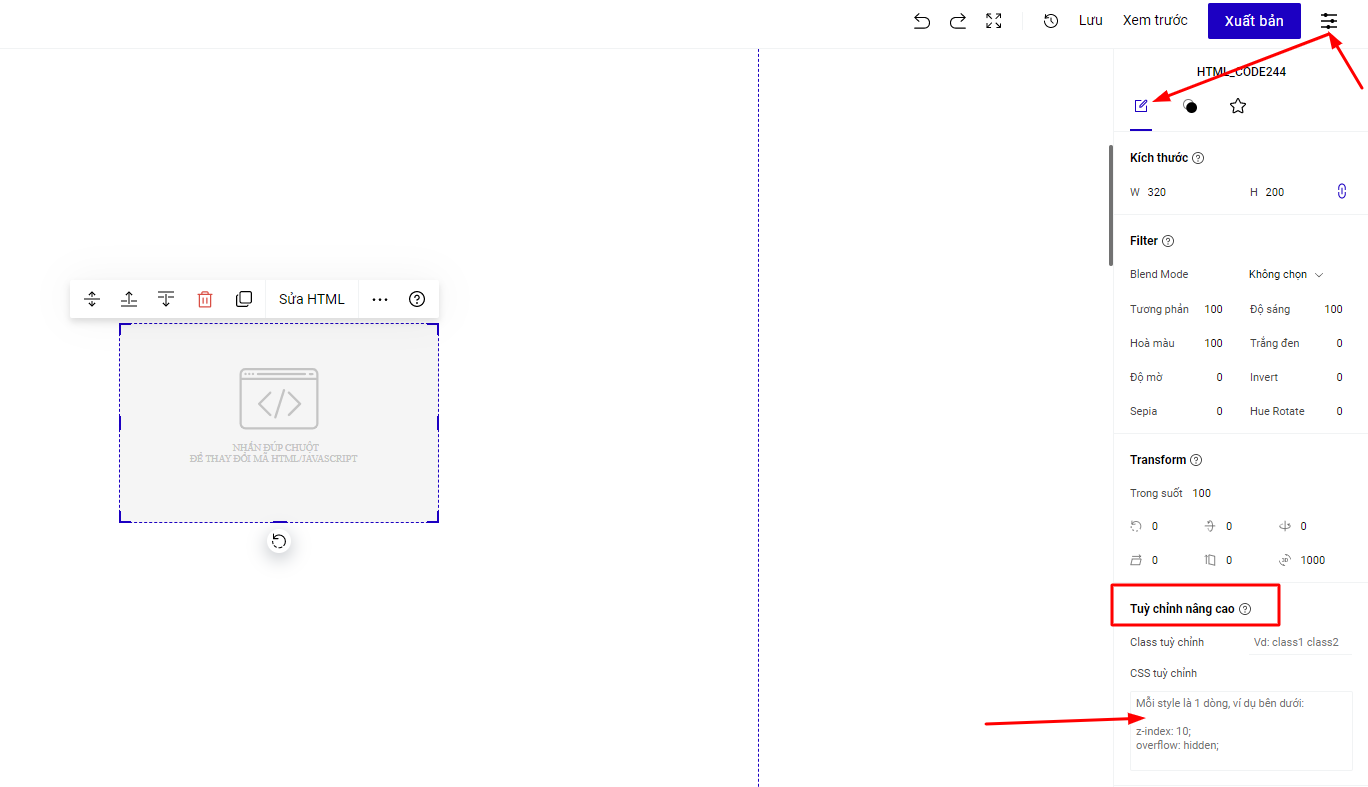 Lưu Xem trước Xuất bản
HTML_CODE244
Kích thước ?
W 320 H 200
Filter ?
Blend Mode Không chọn
Tương phản 100 Độ sáng 100
Hoà màu 100 Trắng đen 0
Độ mờ 0 Invert 0
Sepia 0 Hue Rotate 0
Transform ?
Trong suốt 100
0 0 0
0 0 3D 1000
Tuỳ chỉnh nâng cao ?
Class tuỳ chỉnh Vd: class1 class2
CSS tuỳ chỉnh
Mỗi style là 1 dòng, ví dụ bên dưới:
z-index: 10;
overflow: hidden;
Sửa HTML ... ?
</>
NHẤN ĐÚP CHUỘT
ĐỂ THAY ĐỔI MÃ HTML/JAVASCRIPT